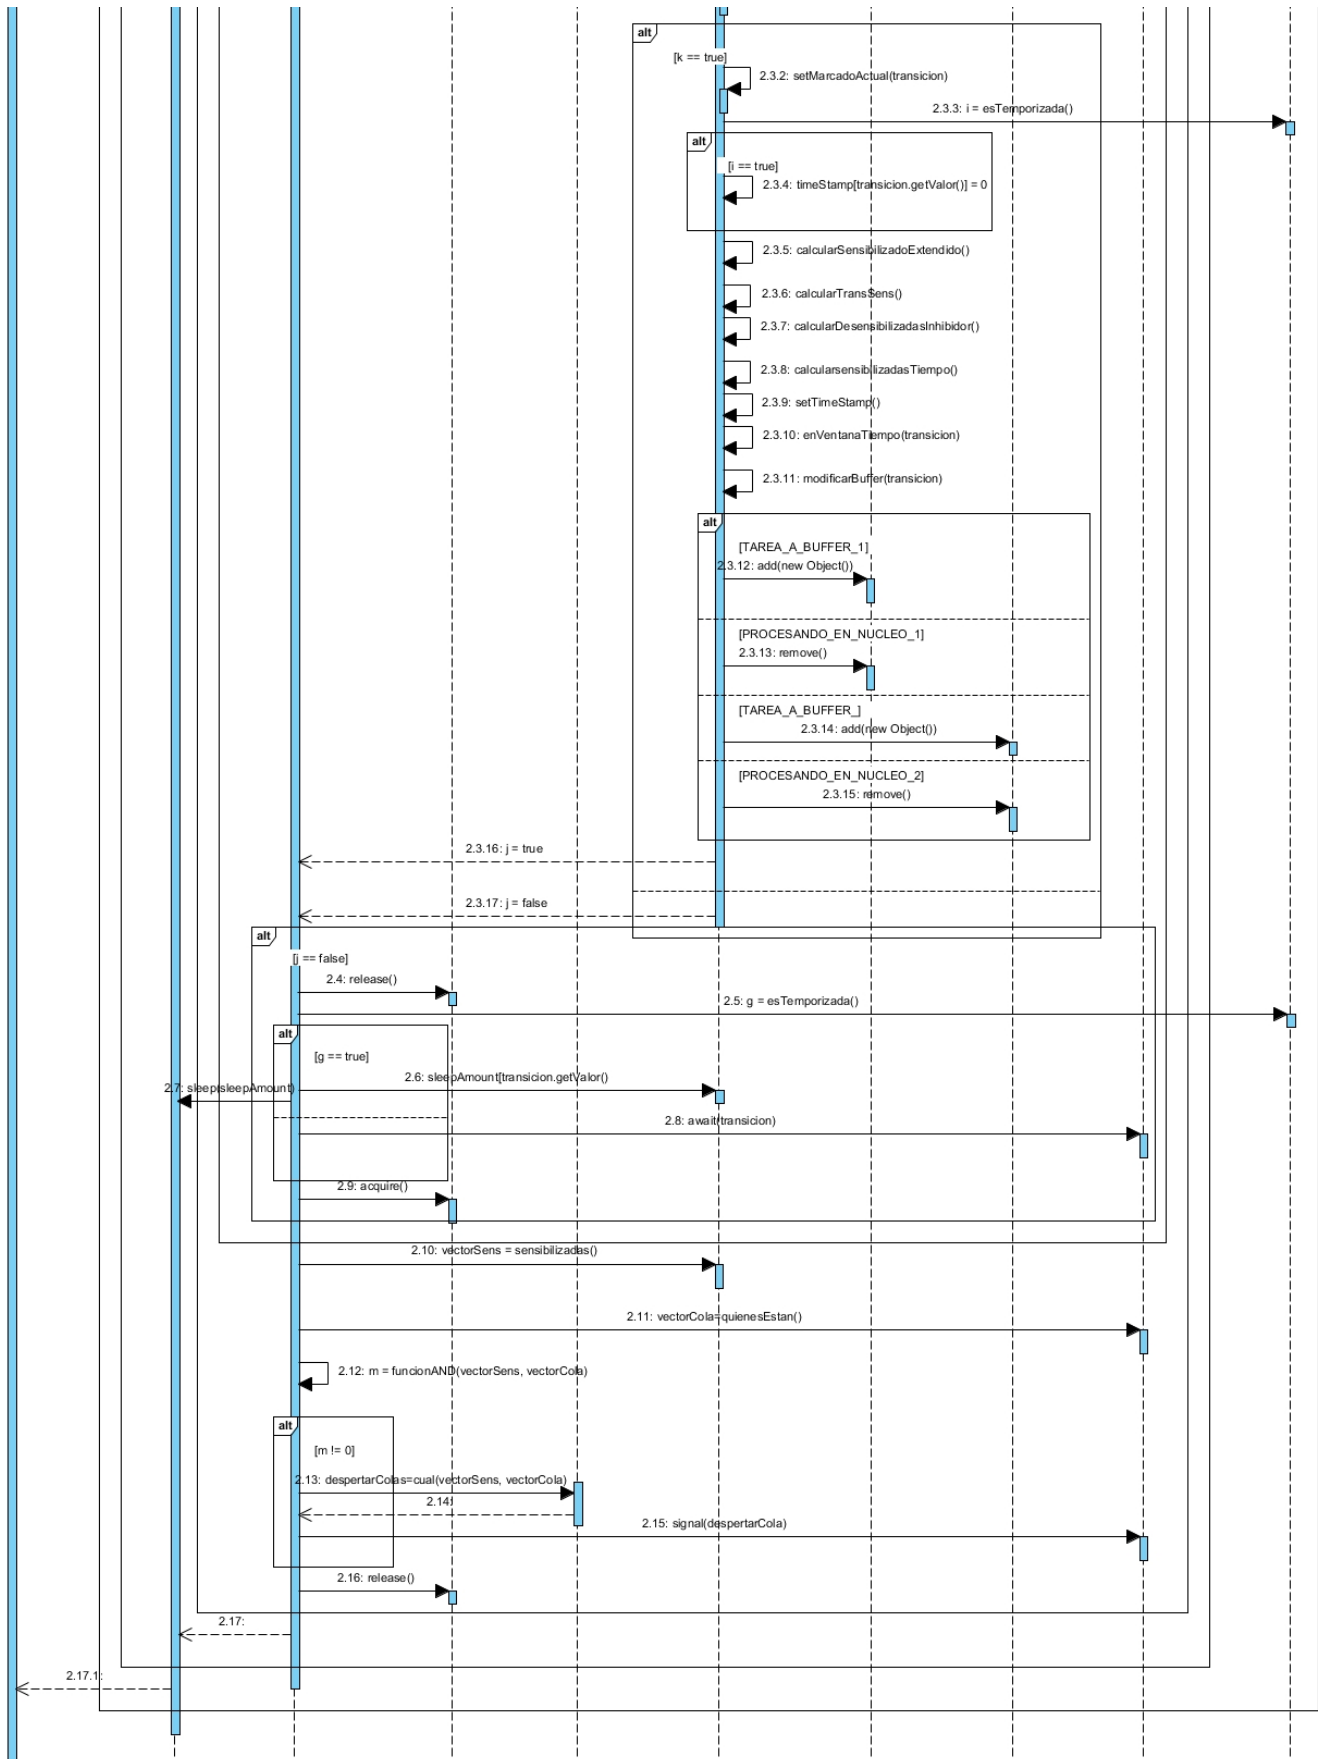 alt
[k == true]
2.3.2: setMarcadoActual(transicion)
2.3.3: i = esTemporizada()
alt
[i == true]
2.3.4: timeStamp[transicion.getValor()] = 0
2.3.5: calcularSensibilizadoExtendido()
2.3.6: calcularTransSens()
2.3.7: calcularDesensibilizadasInhibidor()
2.3.8: calcularsensibilizadasTiempo()
2.3.9: setTimeStamp()
2.3.10: enVentanaTiempo(transicion)
2.3.11: modificarBuffer(transicion)
alt
[TAREA_A_BUFFER_1]
2.3.12: add(new Object())
[PROCESANDO_EN_NUCLEO_1]
2.3.13: remove()
[TAREA_A_BUFFER_]
2.3.14: add(new Object())
[PROCESANDO_EN_NUCLEO_2]
2.3.15: remove()
2.3.16: j = true
2.3.17: j = false
alt
[j == false]
2.4: release()
2.5: g = esTemporizada()
alt
[g == true]
2.6: sleepAmount[transicion.getValor()
2.7: sleep(sleepAmount)
2.8: await(transicion)
2.9: acquire()
2.10: vectorSens = sensibilizadas()
2.11: vectorCola=quienesEstan()
2.12: m = funcionAND(vectorSens, vectorCola)
alt
[m != 0]
2.13: despertarColas=cual(vectorSens, vectorCola)
2.14:
2.15: signal(despertarCola)
2.16: release()
2.17:
2.17.1: